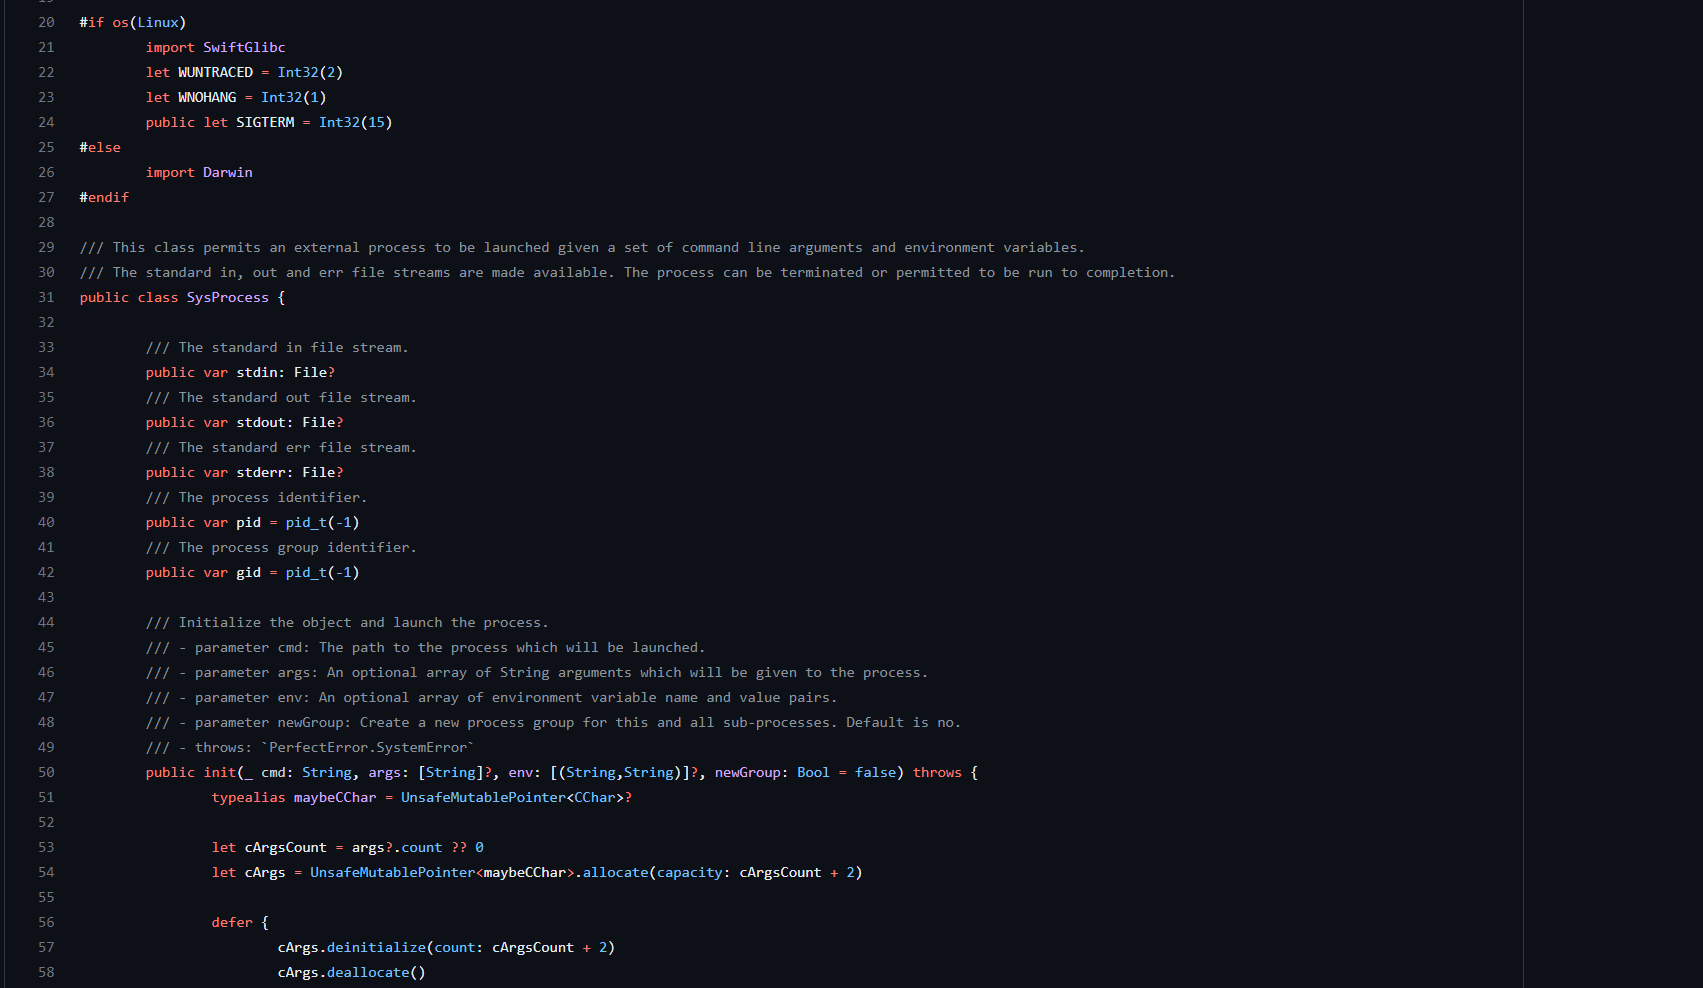 20 #if os(Linux)
21 import SwiftGlibc
22 let WUNTRACED = Int32(2)
23 let WNOHANG = Int32(1)
24 public let SIGTERM = Int32(15)
25 #else
26 import Darwin
27 #endif
28
29 /// This class permits an external process to be launched given a set of command line arguments and environment variables.
30 /// The standard in, out and err file streams are made available. The process can be terminated or permitted to be run to completion.
31 public class SysProcess {
32
33 /// The standard in file stream.
34 public var stdin: File?
35 /// The standard out file stream.
36 public var stdout: File?
37 /// The standard err file stream.
38 public var stderr: File?
39 /// The process identifier.
40 public var pid = pid_t(-1)
41 /// The process group identifier.
42 public var gid = pid_t(-1)
43
44 /// Initialize the object and launch the process.
45 /// - parameter cmd: The path to the process which will be launched.
46 /// - parameter args: An optional array of String arguments which will be given to the process.
47 /// - parameter env: An optional array of environment variable name and value pairs.
48 /// - parameter newGroup: Create a new process group for this and all sub-processes. Default is no.
49 /// - throws: `PerfectError.SystemError`
50 public init(_ cmd: String, args: [String]?, env: [(String,String)]?, newGroup: Bool = false) throws {
51 typealias maybeCChar = UnsafeMutablePointer<CChar>?
52
53 let cArgsCount = args?.count ?? 0
54 let cArgs = UnsafeMutablePointer<maybeCChar>.allocate(capacity: cArgsCount + 2)
55
56 defer {
57 cArgs.deinitialize(count: cArgsCount + 2)
58 cArgs.deallocate()